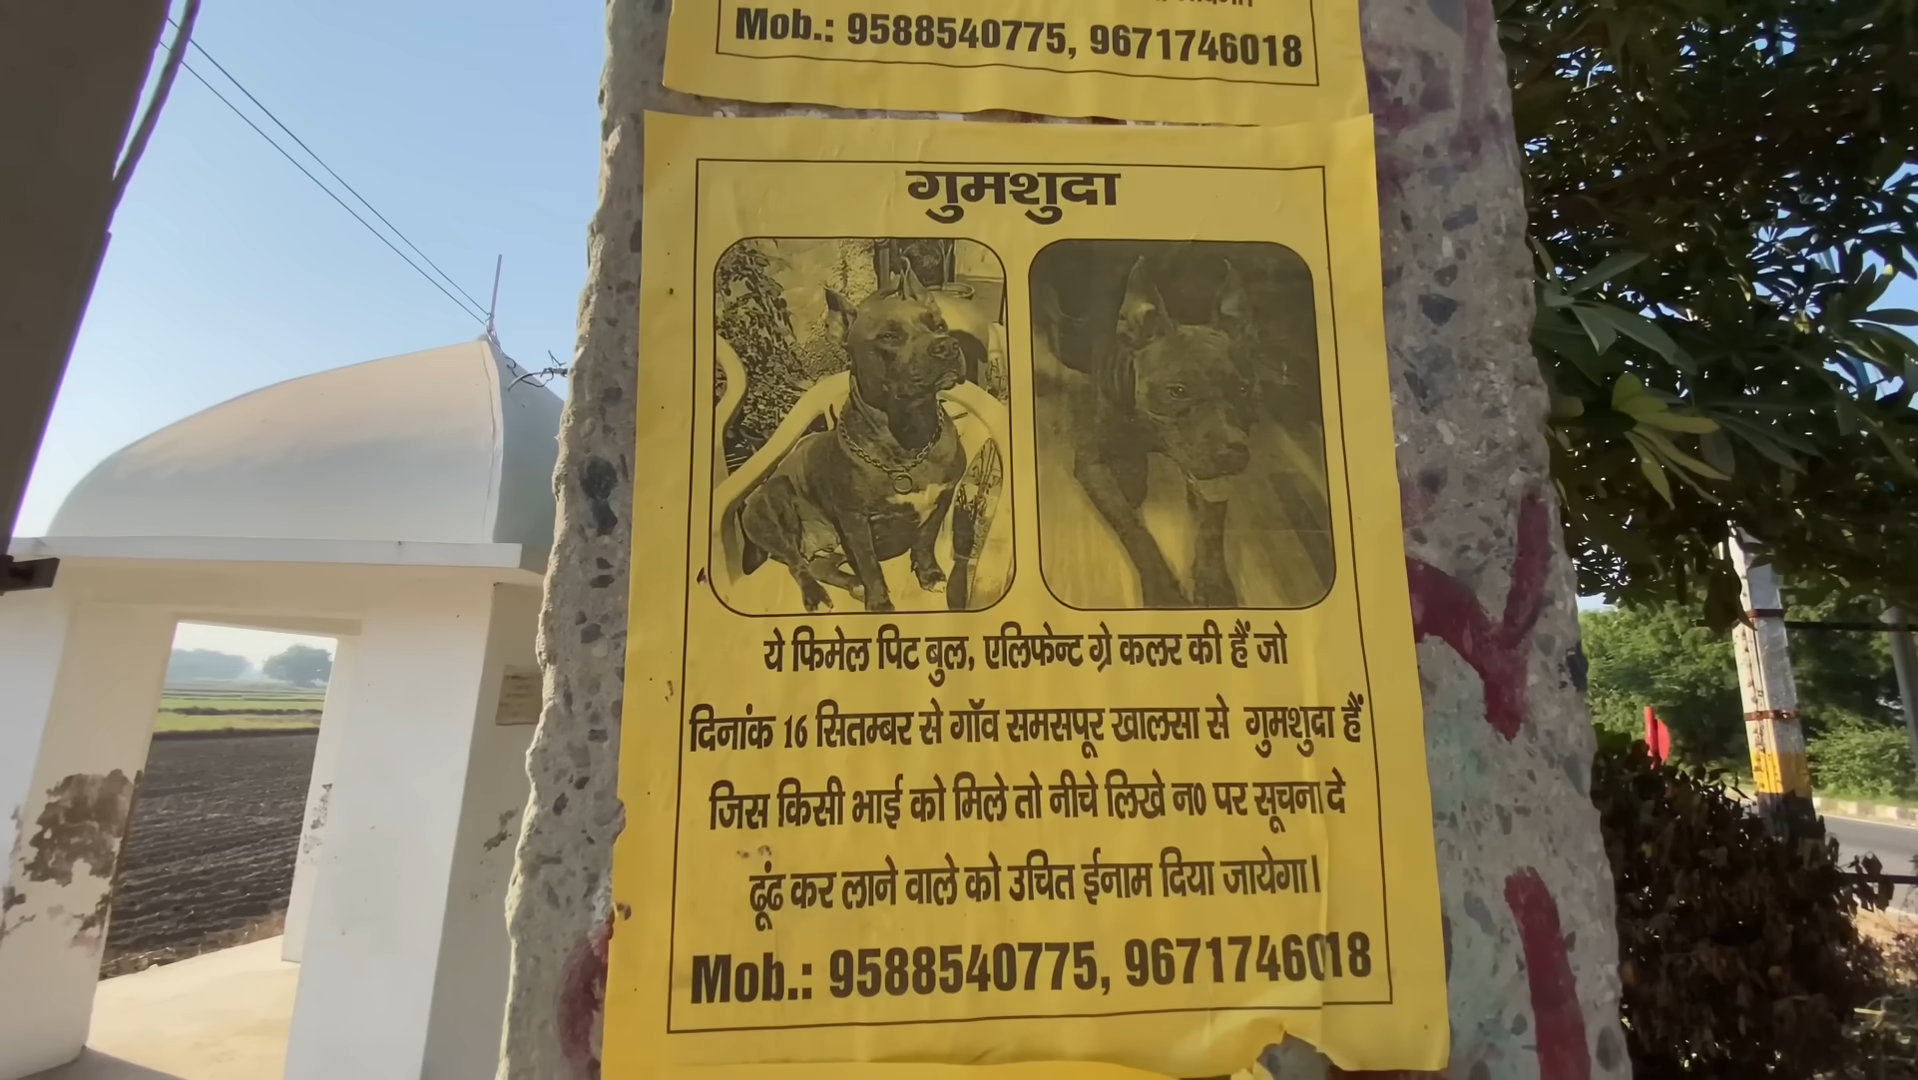 Mob.: 9588540775, 9671746018
गुमशुदा
ये फिमेल पिट बुल, एलिफेन्ट ग्रे कलर की हैं जो
दिनांक 16 सितम्बर से गॉव समसपूर खालसा से गुमशुदा हैं
जिस किसी भाई को मिले तो नीचे लिखे न0 पर सूचना दे
ढूंढ कर लाने वाले को उचित ईनाम दिया जायेगा।
Mob.: 9588540775, 9671746018